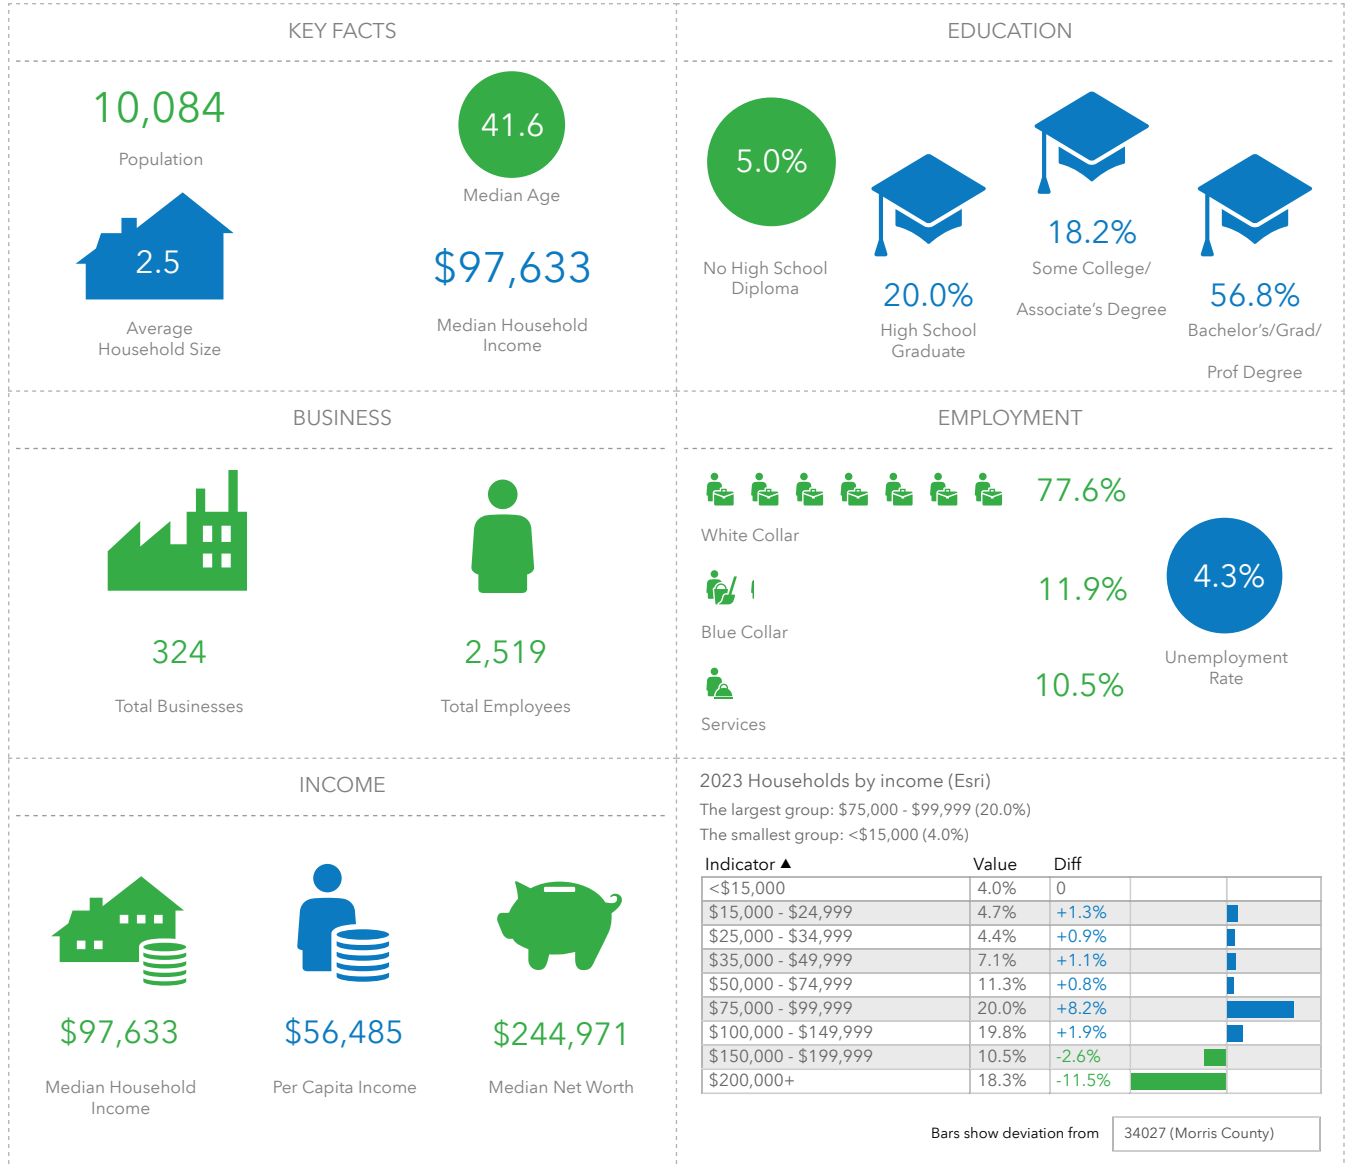 KEY FACTS
10,084
Population
41.6
Median Age
2.5
Average
Household Size
$97,633
Median Household
Income
EDUCATION
5.0%
No High School
Diploma
20.0%
High School
Graduate
18.2%
Some College/
Associate's Degree
56.8%
Bachelor's/Grad/
Prof Degree
BUSINESS
324
Total Businesses
2,519
Total Employees
EMPLOYMENT
77.6%
White Collar
11.9%
Blue Collar
10.5%
Services
4.3%
Unemployment
Rate
INCOME
$97,633
Median Household
Income
$56,485
Per Capita Income
$244,971
Median Net Worth
2023 Households by income (Esri)
The largest group: $75,000 - $99,999 (20.0%)
The smallest group: <$15,000 (4.0%)
Indicator ▲ Value Diff
<$15,000 4.0% 0
$15,000 - $24,999 4.7% +1.3%
$25,000 - $34,999 4.4% +0.9%
$35,000 - $49,999 7.1% +1.1%
$50,000 - $74,999 11.3% +0.8%
$75,000 - $99,999 20.0% +8.2%
$100,000 - $149,999 19.8% +1.9%
$150,000 - $199,999 10.5% -2.6%
$200,000+ 18.3% -11.5%
Bars show deviation from 34027 (Morris County)